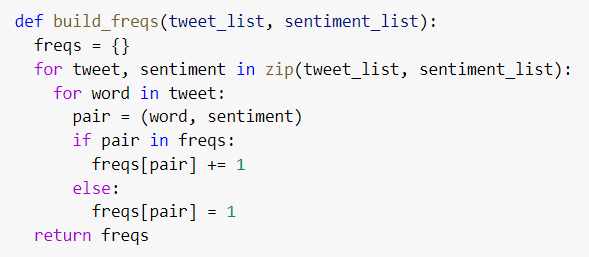 def build_freqs(tweet_list, sentiment_list):
  freqs = {}
  for tweet, sentiment in zip(tweet_list, sentiment_list):
    for word in tweet:
      pair = (word, sentiment)
      if pair in freqs:
        freqs[pair] += 1
      else:
        freqs[pair] = 1
  return freqs